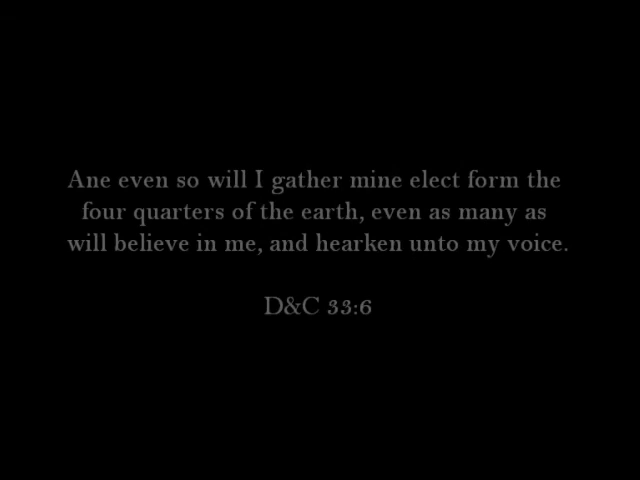 Ane even so will I gather mine elect form the
four quarters of the earth, even as many as
will believe in me, and hearken unto my voice.
D&C 33:6